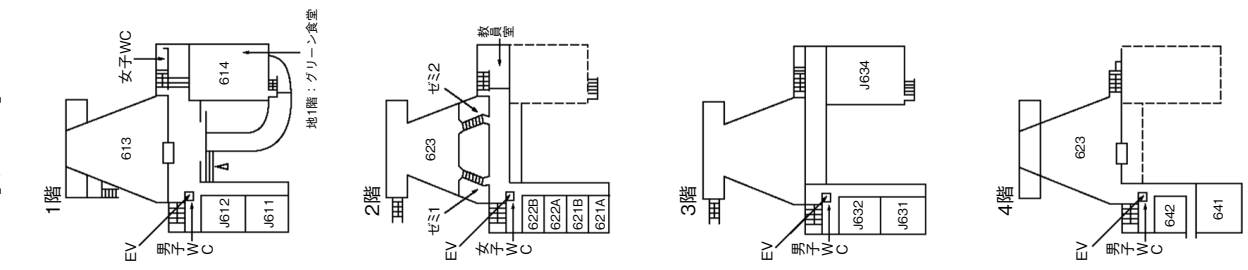 1階
613
614
女子WC
地1階：グリーン食堂
EV
男子WC
J612
J611
2階
623
ゼミ1
ゼミ2
教員室
EV
女子WC
622B
622A
621B
621A
3階
J634
EV
男子WC
J632
J631
4階
623
EV
男子WC
642
641